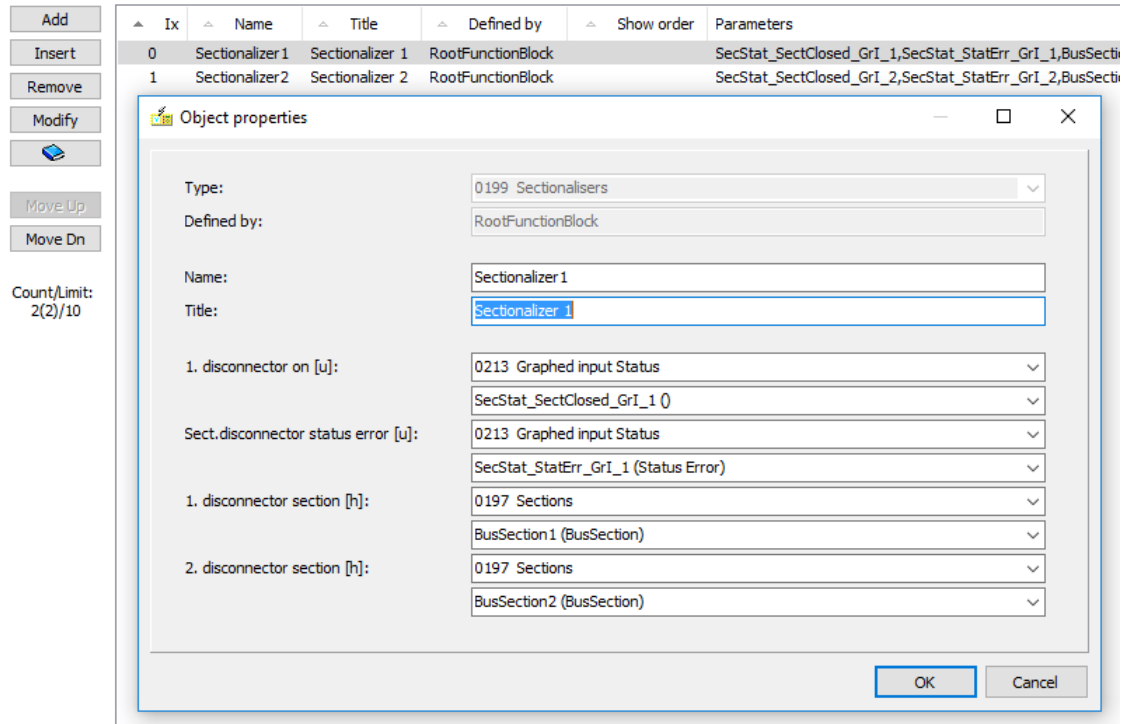 Add
Insert
Remove
Modify
Move Up
Move Dn
Count/Limit:
2(2)/10
Ix Name Title Defined by Show order Parameters
0 Sectionalizer1 Sectionalizer 1 RootFunctionBlock SecStat_SectClosed_GrI_1,SecStat_StatErr_GrI_1,BusSecti
1 Sectionalizer2 Sectionalizer 2 RootFunctionBlock SecStat_SectClosed_GrI_2,SecStat_StatErr_GrI_2,BusSecti
Object properties
Type: 0199 Sectionalisers
Defined by: RootFunctionBlock
Name: Sectionalizer1
Title: Sectionalizer 1
1. disconnector on [u]: 0213 Graphed input Status
SecStat_SectClosed_GrI_1 ()
Sect.disconnector status error [u]: 0213 Graphed input Status
SecStat_StatErr_GrI_1 (Status Error)
1. disconnector section [h]: 0197 Sections
BusSection1 (BusSection)
2. disconnector section [h]: 0197 Sections
BusSection2 (BusSection)
OK Cancel